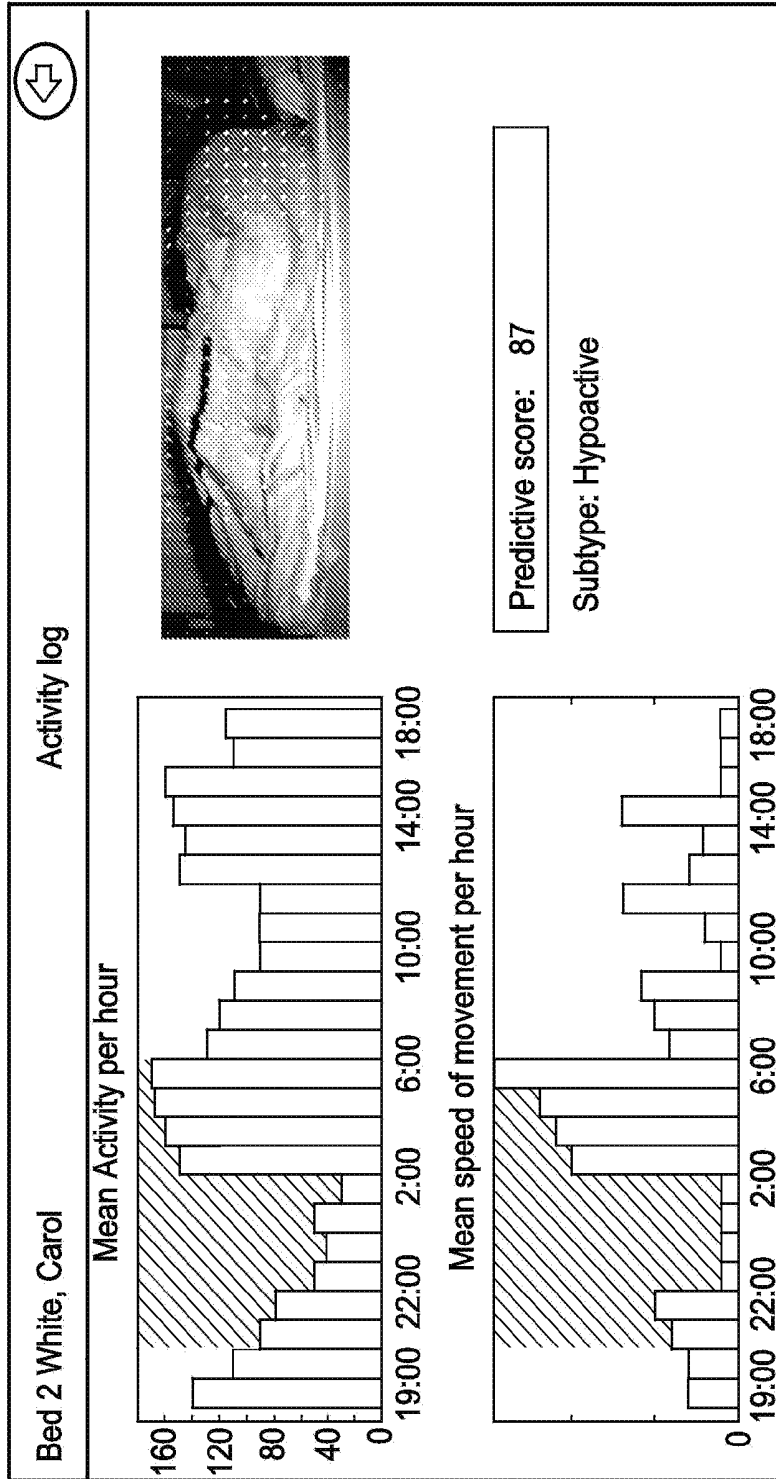 Bed 2 White, Carol
Activity log
Mean Activity per hour
160
120
80
40
0
19:00 22:00 2:00 6:00 10:00 14:00 18:00
Mean speed of movement per hour
0
19:00 22:00 2:00 6:00 10:00 14:00 18:00
Predictive score: 87
Subtype: Hypoactive